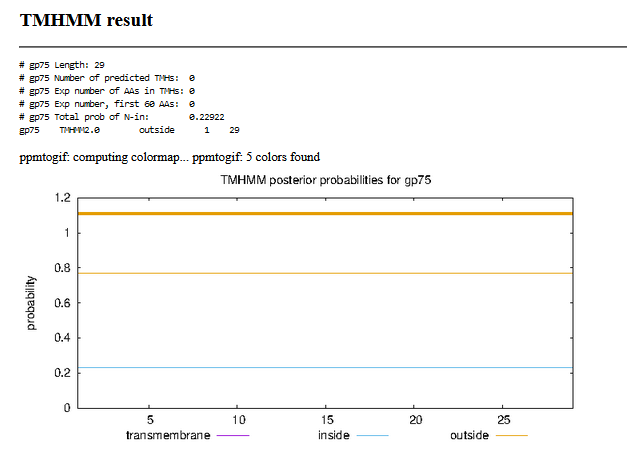 TMHMM result
# gp75 Length: 29
# gp75 Number of predicted TMHs: 0
# gp75 Exp number of AAs in TMHs: 0
# gp75 Exp number, first 60 AAs: 0
# gp75 Total prob of N-in: 0.22922
gp75 TMHMM2.0 outside 1 29
ppmtogif: computing colormap... ppmtogif: 5 colors found
TMHMM posterior probabilities for gp75
1.2
1
0.8
0.6
0.4
0.2
0
probability
5 10 15 20 25
transmembrane inside outside